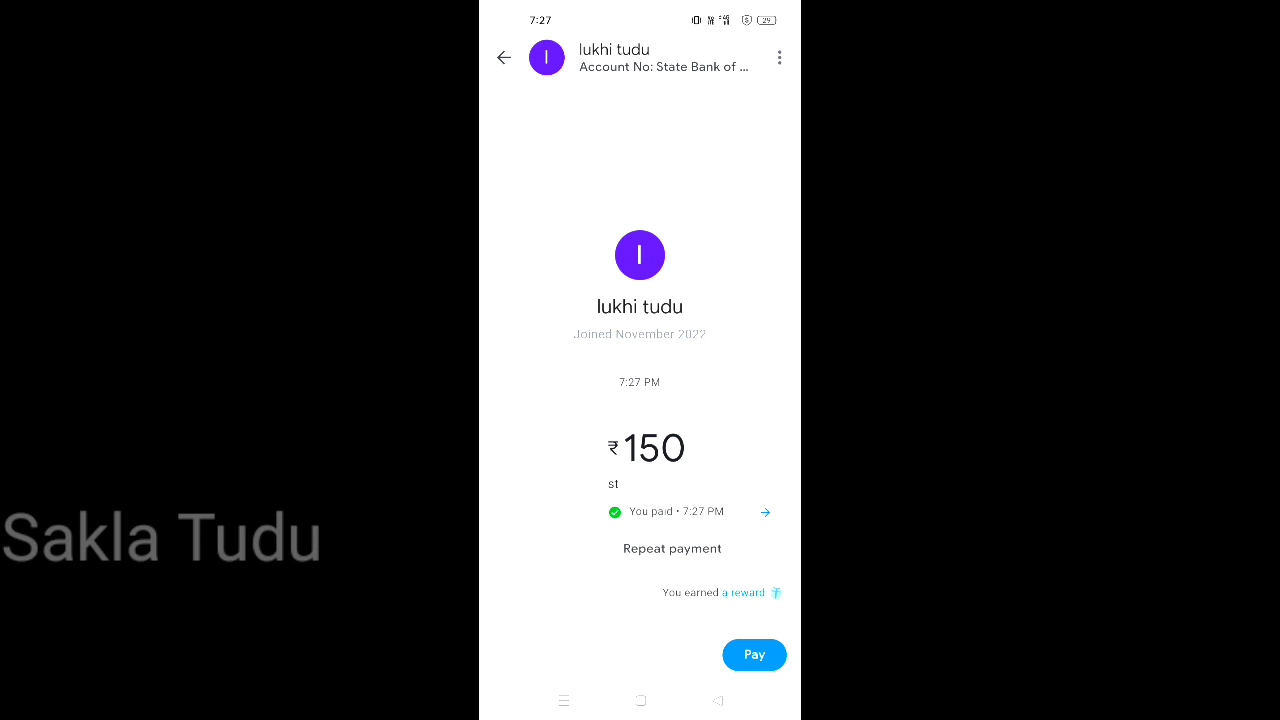 7:27
29
lukhi tudu
Account No: State Bank of ...
l
l
lukhi tudu
Joined November 2022
7:27 PM
₹150
st
You paid • 7:27 PM
Repeat payment
You earned a reward
Pay
Sakla Tudu